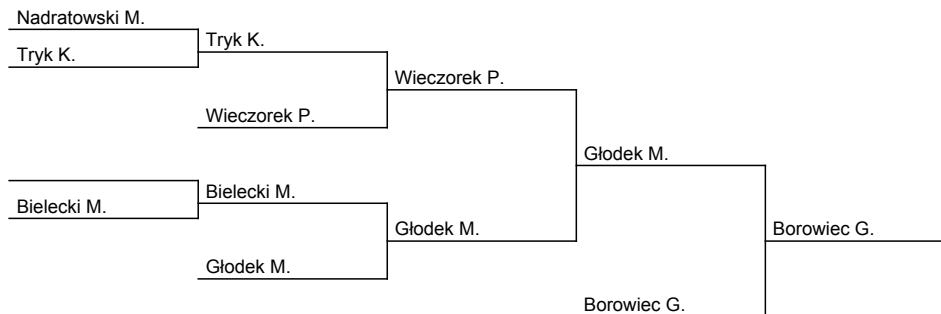 Nadratowski M.
Tryk K.
Tryk K.
Wieczorek P.
Wieczorek P.
Głodek M.
Bielecki M.
Bielecki M.
Głodek M.
Borowiec G.
Głodek M.
Borowiec G.